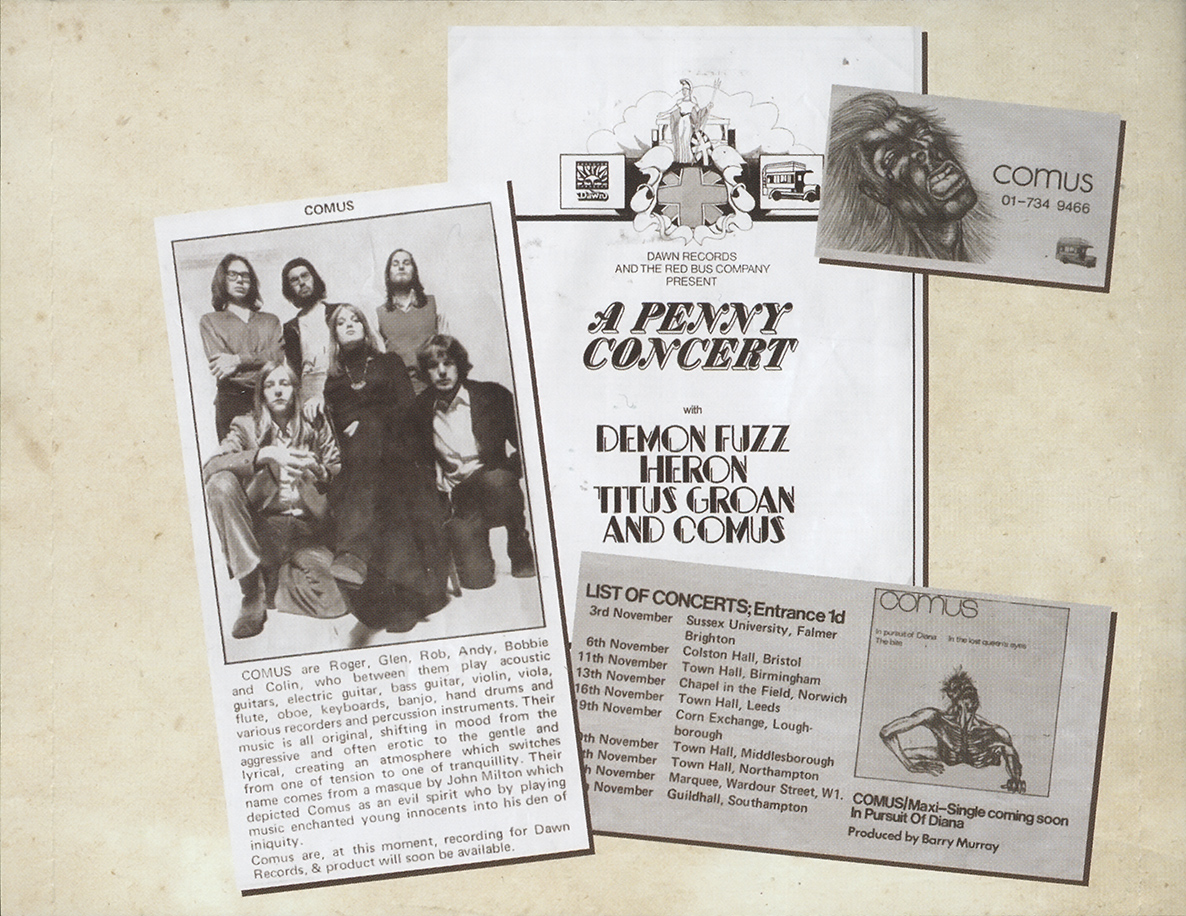 COMUS
COMUS are Roger, Glen, Rob, Andy, Bobbie
and Colin, who between them play acoustic
guitars, electric guitar, bass guitar, violin, viola,
flute, oboe, keyboards, banjo, hand drums and
various recorders and percussion instruments. Their
music is all original, shifting in mood from the
aggressive and often erotic to the gentle and
lyrical, creating an atmosphere which switches
from one of tension to one of tranquillity. Their
name comes from a masque by John Milton which
depicted Comus as an evil spirit who by playing
music enchanted young innocents into his den of
iniquity.
Comus are, at this moment, recording for Dawn
Records, & product will soon be available.
Dawn
DAWN RECORDS
AND THE RED BUS COMPANY
PRESENT
A PENNY
CONCERT
with
DEMON FUZZ
HERON
TITUS GROAN
AND COMUS
comus
01-734 9466
LIST OF CONCERTS; Entrance 1d
3rd November Sussex University, Falmer
Brighton
6th November Colston Hall, Bristol
11th November Town Hall, Birmingham
13th November Chapel in the Field, Norwich
16th November Town Hall, Leeds
9th November Corn Exchange, Lough-
borough
th November Town Hall, Middlesborough
th November Town Hall, Northampton
November Marquee, Wardour Street, W1.
November Guildhall, Southampton
comus
In pursuit of Diana In the lost queen's eyes
The bite
COMUS/Maxi-Single coming soon
In Pursuit Of Diana
Produced by Barry Murray